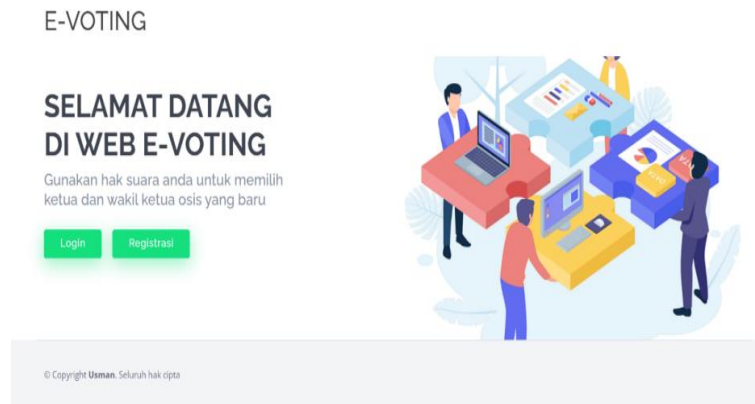 E-VOTING
SELAMAT DATANG
DI WEB E-VOTING
Gunakan hak suara anda untuk memilih
ketua dan wakil ketua osis yang baru
Login
Registrasi
DATA
© Copyright Usman. Seluruh hak cipta